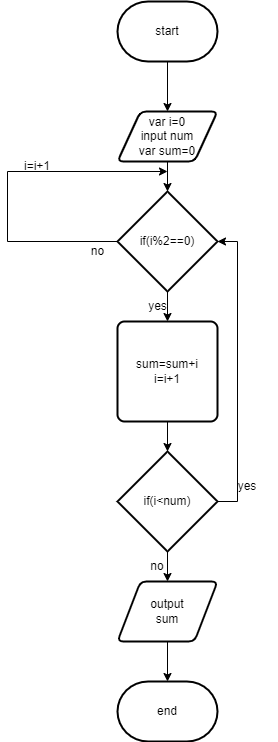 start
var i=0
input num
var sum=0
i=i+1
if(i%2==0)
no
yes
sum=sum+i
i=i+1
if(i<num)
yes
no
output
sum
end